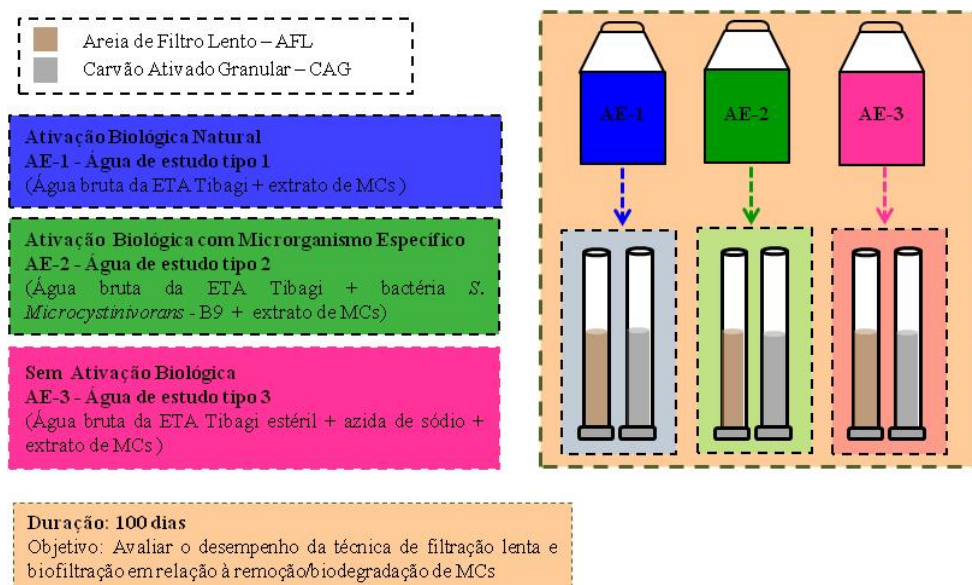 Areia de Filtro Lento – AFL
Carvão Ativado Granular – CAG
Ativação Biológica Natural
AE-1 - Água de estudo tipo 1
(Água bruta da ETA Tibagi + extrato de MCs )
Ativação Biológica com Microrganismo Específico
AE-2 - Água de estudo tipo 2
(Água bruta da ETA Tibagi + bactéria S.
Microcystinivorans - B9 + extrato de MCs)
Sem Ativação Biológica
AE-3 - Água de estudo tipo 3
(Água bruta da ETA Tibagi estéril + azida de sódio +
extrato de MCs )
AE-1
AE-2
AE-3
Duração: 100 dias
Objetivo: Avaliar o desempenho da técnica de filtração lenta e
biofiltração em relação à remoção/biodegradação de MCs